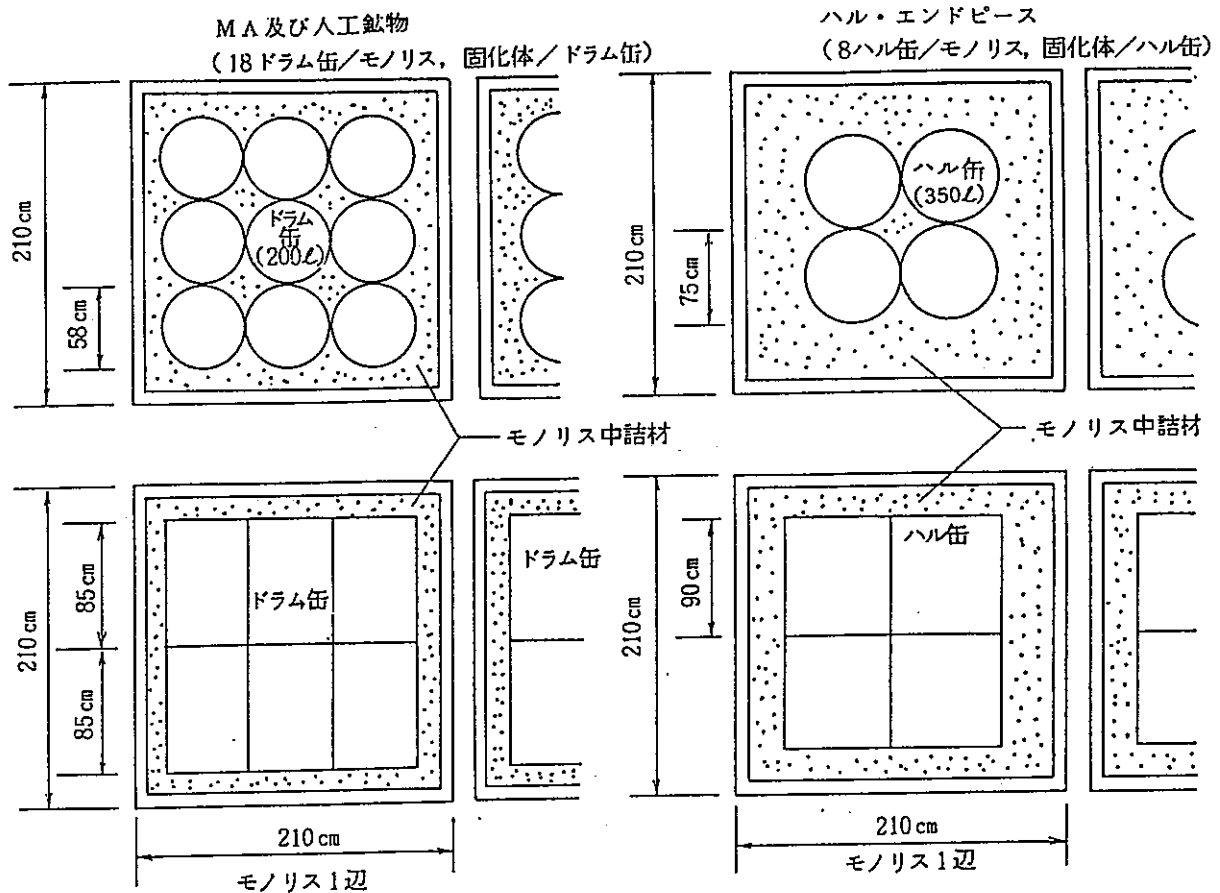 MA及び人工鉱物
(18ドラム缶/モノリス, 固化体/ドラム缶)
210cm
58cm
ドラム
缶
(200ℓ)
ハル・エンドピース
(8ハル缶/モノリス, 固化体/ハル缶)
210cm
75cm
ハル缶
(350ℓ)
モノリス中詰材
モノリス中詰材
210cm
85cm
85cm
ドラム缶
ドラム缶
210cm
モノリス1辺
210cm
90cm
ハル缶
210cm
モノリス1辺